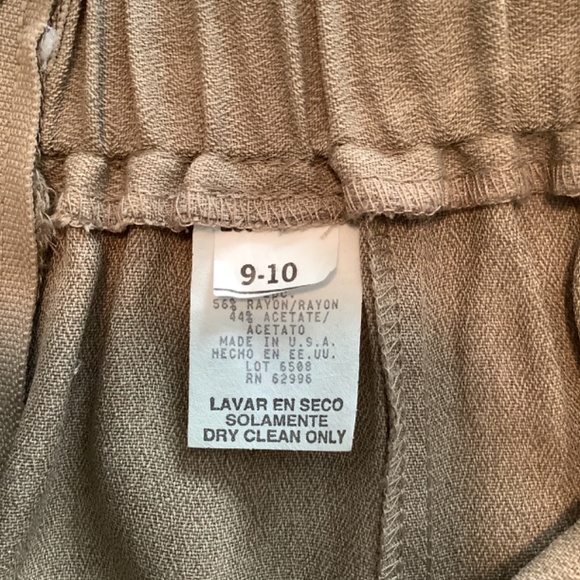 9-10
56% RAYON/RAYON
44% ACETATE/
ACETATO
MADE IN U.S.A.
HECHO EN EE.UU.
LOT 6508
RN 62996
LAVAR EN SECO
SOLAMENTE
DRY CLEAN ONLY